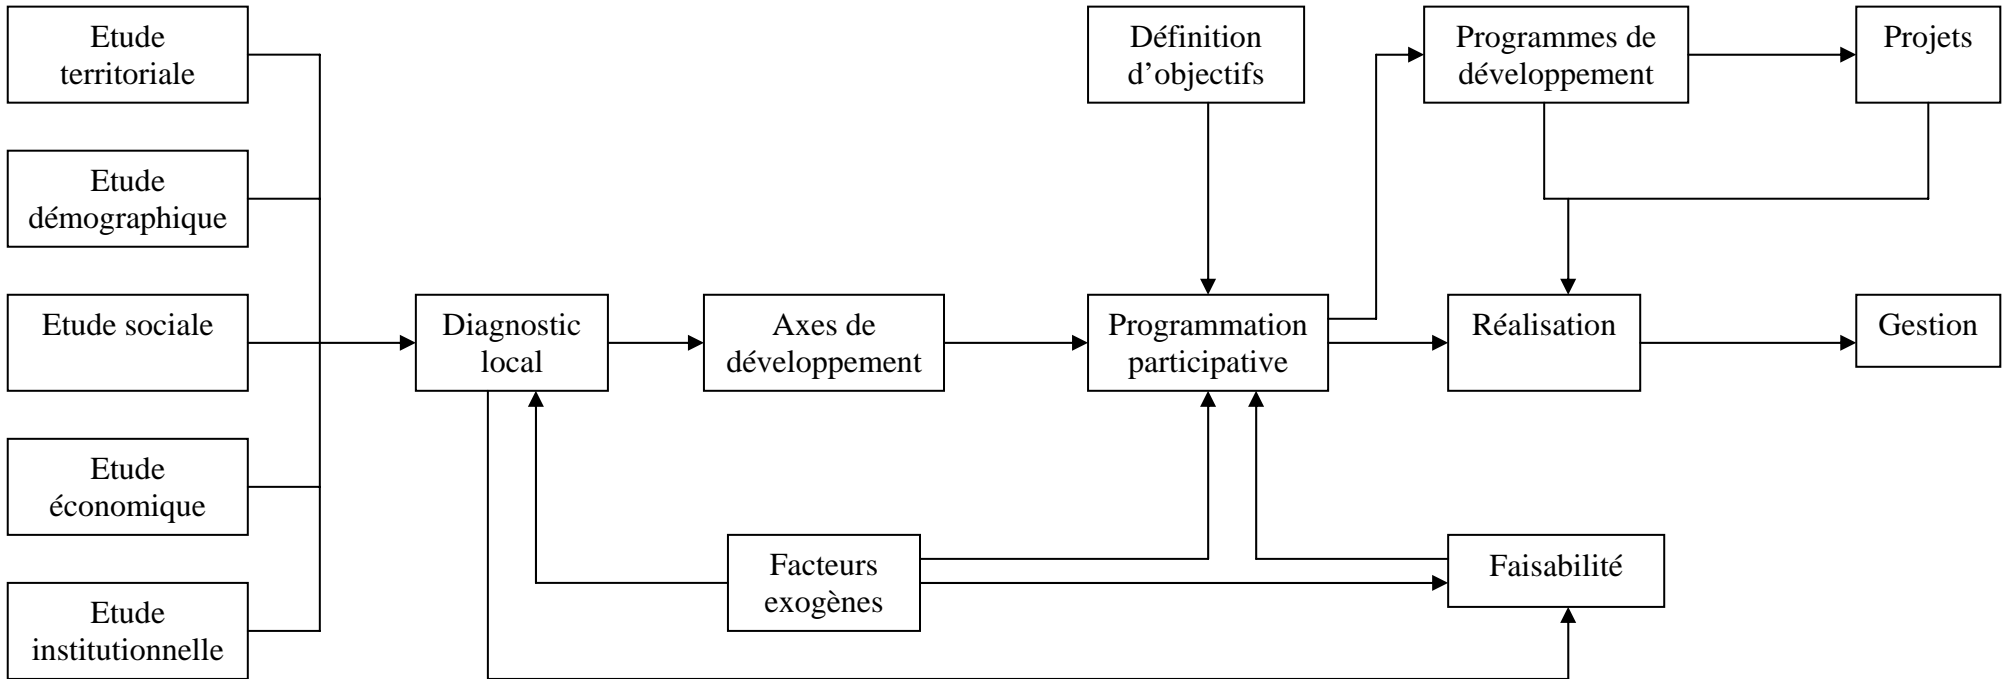 Etude
territoriale
Définition
d’objectifs
Programmes de
développement
Projets
Etude
démographique
Etude sociale
Diagnostic
local
Axes de
développement
Programmation
participative
Réalisation
Gestion
Etude
économique
Facteurs
exogènes
Faisabilité
Etude
institutionnelle